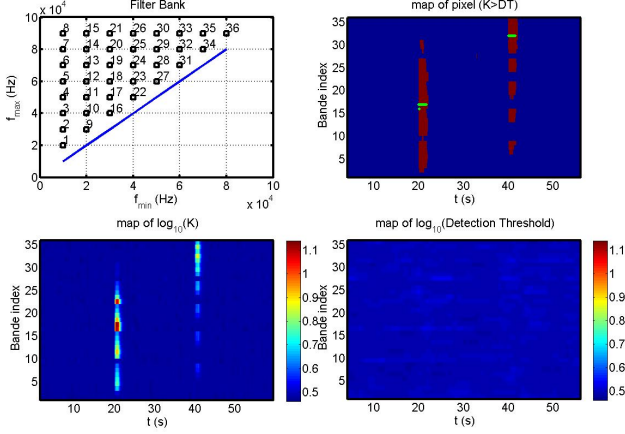 x 10^4
Filter Bank
10
8 15 21 26 30 33 35 36
8
7 14 20 25 29 32 34
6 13 19 24 28 31
6
5 12 18 23 27
4 11 17 22
4
3 10 16
2 9
2
1
0
0 2 4 6 8 10
f_max (Hz)
f_min (Hz)
x 10^4
map of pixel (K>DT)
35
30
25
20
15
10
5
Bande index
10 20 30 40 50
t (s)
map of log_10(K)
35
30
25
20
15
10
5
Bande index
10 20 30 40 50
t (s)
1.1
1
0.9
0.8
0.7
0.6
0.5
map of log_10(Detection Threshold)
35
30
25
20
15
10
5
Bande index
10 20 30 40 50
t (s)
1.1
1
0.9
0.8
0.7
0.6
0.5